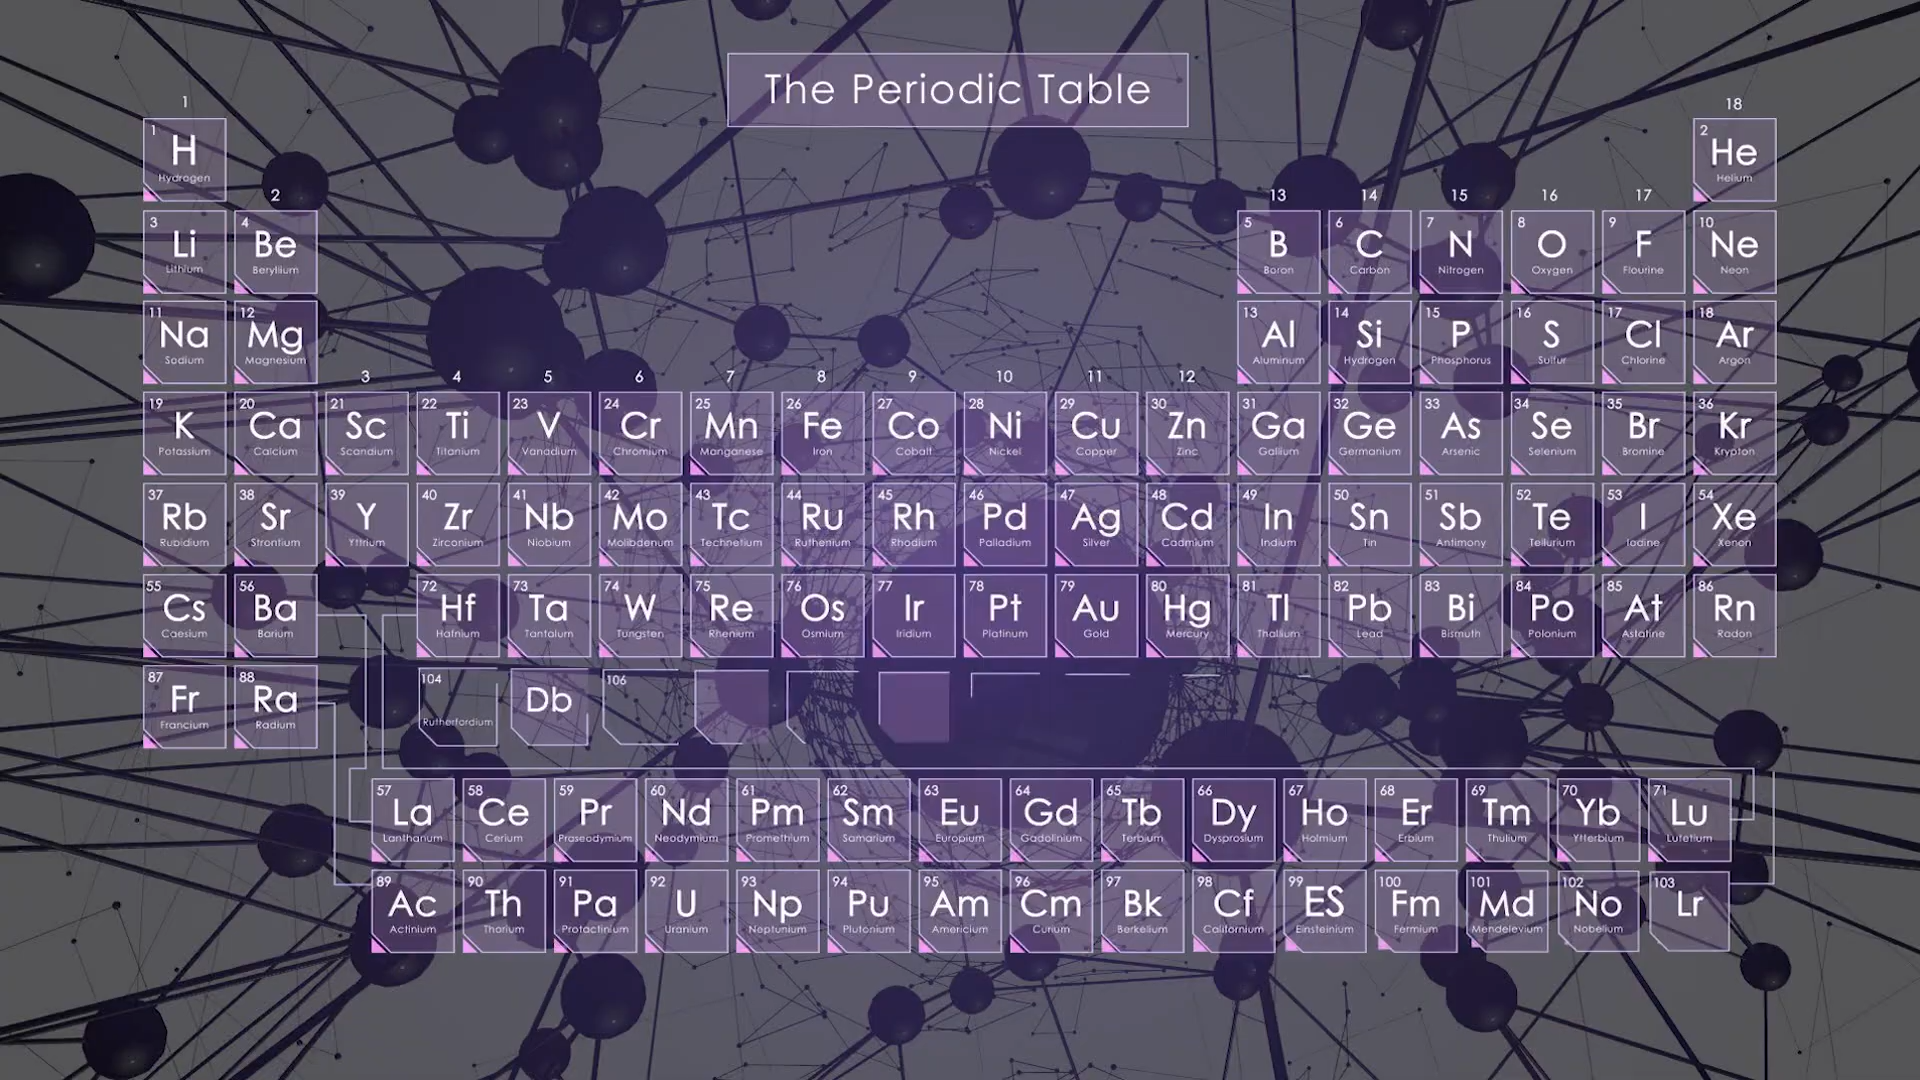 The Periodic Table
1 18
1 H Hydrogen 2 He Helium
2 13 14 15 16 17
3 Li Lithium 4 Be Beryllium 5 B Boron 6 C Carbon 7 N Nitrogen 8 O Oxygen 9 F Flourine 10 Ne Neon
11 Na Sodium 12 Mg Magnesium 13 Al Aluminum 14 Si Hydrogen 15 P Phosphorus 16 S Sulfur 17 Cl Chlorine 18 Ar Argon
3 4 5 6 7 8 9 10 11 12
19 K Potassium 20 Ca Calcium 21 Sc Scandium 22 Ti Titanium 23 V Vanadium 24 Cr Chromium 25 Mn Manganese 26 Fe Iron 27 Co Cobalt 28 Ni Nickel 29 Cu Copper 30 Zn Zinc 31 Ga Gallium 32 Ge Germanium 33 As Arsenic 34 Se Selenium 35 Br Bromine 36 Kr Krypton
37 Rb Rubidium 38 Sr Strontium 39 Y Yttrium 40 Zr Zirconium 41 Nb Niobium 42 Mo Molibdenum 43 Tc Technetium 44 Ru Ruthenium 45 Rh Rhodium 46 Pd Palladium 47 Ag Silver 48 Cd Cadmium 49 In Indium 50 Sn Tin 51 Sb Antimony 52 Te Tellurium 53 I Iodine 54 Xe Xenon
55 Cs Caesium 56 Ba Barium 72 Hf Hafnium 73 Ta Tantalum 74 W Tungsten 75 Re Rhenium 76 Os Osmium 77 Ir Iridium 78 Pt Platinum 79 Au Gold 80 Hg Mercury 81 Tl Thallium 82 Pb Lead 83 Bi Bismuth 84 Po Polonium 85 At Astatine 86 Rn Radon
87 Fr Francium 88 Ra Radium 104 Rutherfordium Db 106
57 La Lanthanum 58 Ce Cerium 59 Pr Praseodymium 60 Nd Neodymium 61 Pm Promethium 62 Sm Samarium 63 Eu Europium 64 Gd Gadolinium 65 Tb Terbium 66 Dy Dysprosium 67 Ho Holmium 68 Er Erbium 69 Tm Thulium 70 Yb Ytterbium 71 Lu Lutetium
89 Ac Actinium 90 Th Thorium 91 Pa Protactinium 92 U Uranium 93 Np Neptunium 94 Pu Plutonium 95 Am Americium 96 Cm Curium 97 Bk Berkelium 98 Cf Californium 99 ES Einsteinium 100 Fm Fermium 101 Md Mendelevium 102 No Nobelium 103 Lr